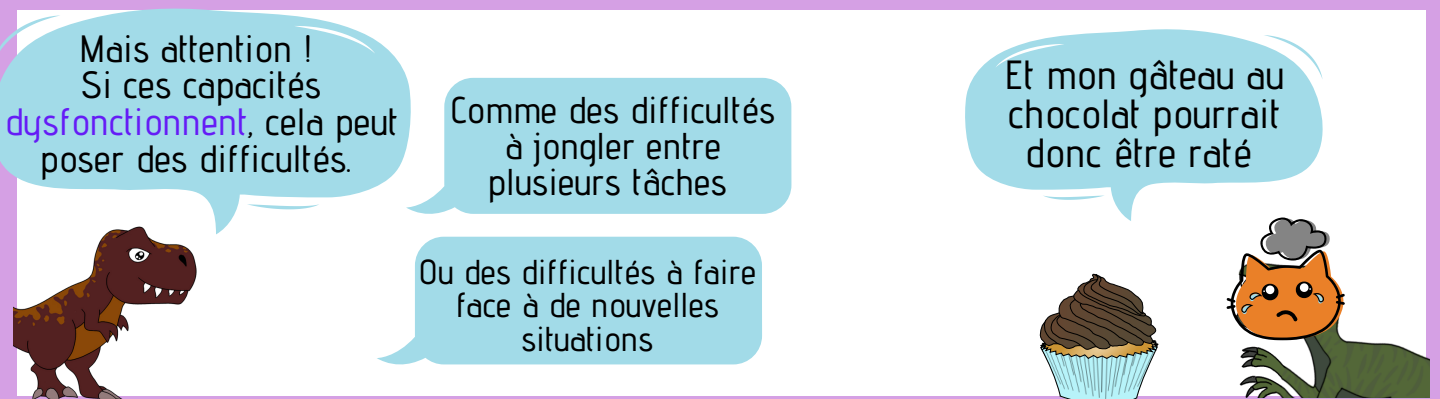 Mais attention !
Si ces capacités
dysfonctionnent, cela peut
poser des difficultés.
Comme des difficultés
à jongler entre
plusieurs tâches
Ou des difficultés à faire
face à de nouvelles
situations
Et mon gâteau au
chocolat pourrait
donc être raté